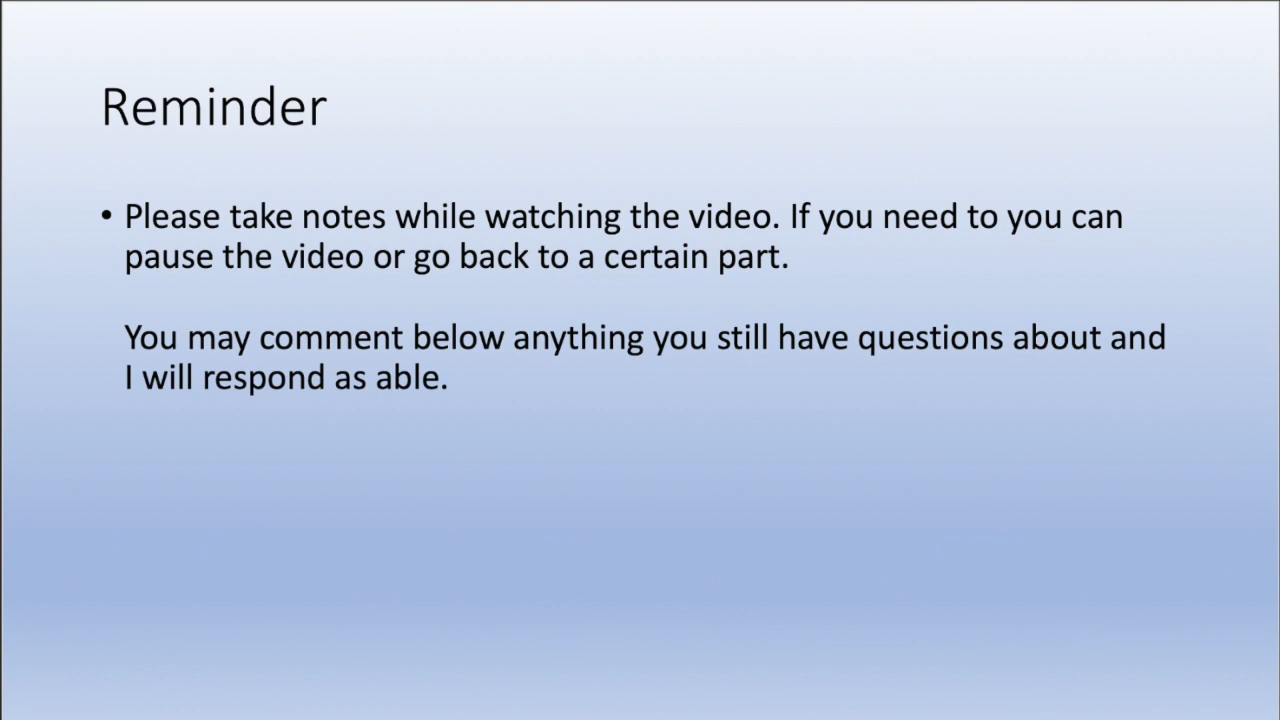 Reminder
• Please take notes while watching the video. If you need to you can
pause the video or go back to a certain part.
You may comment below anything you still have questions about and
I will respond as able.